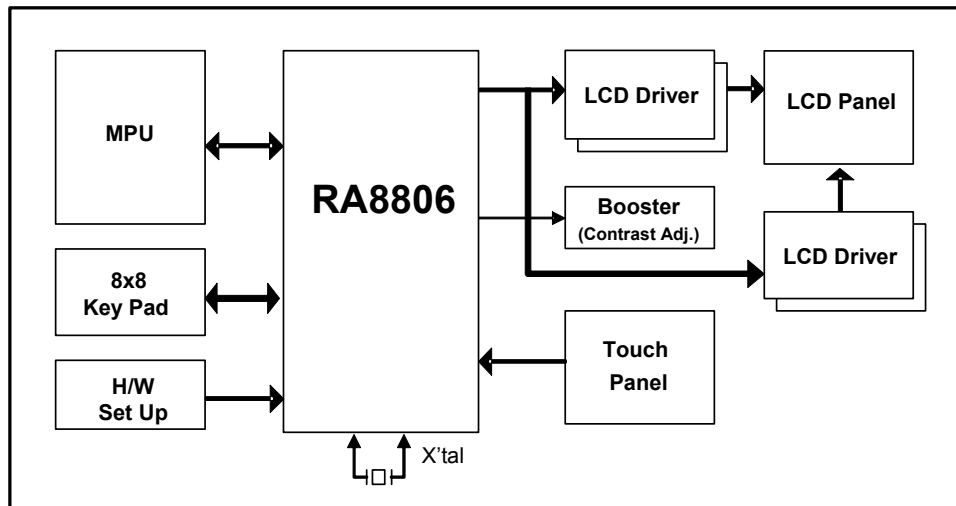 MPU
8x8
Key Pad
H/W
Set Up
RA8806
X'tal
LCD Driver
LCD Panel
Booster
(Contrast Adj.)
LCD Driver
Touch
Panel